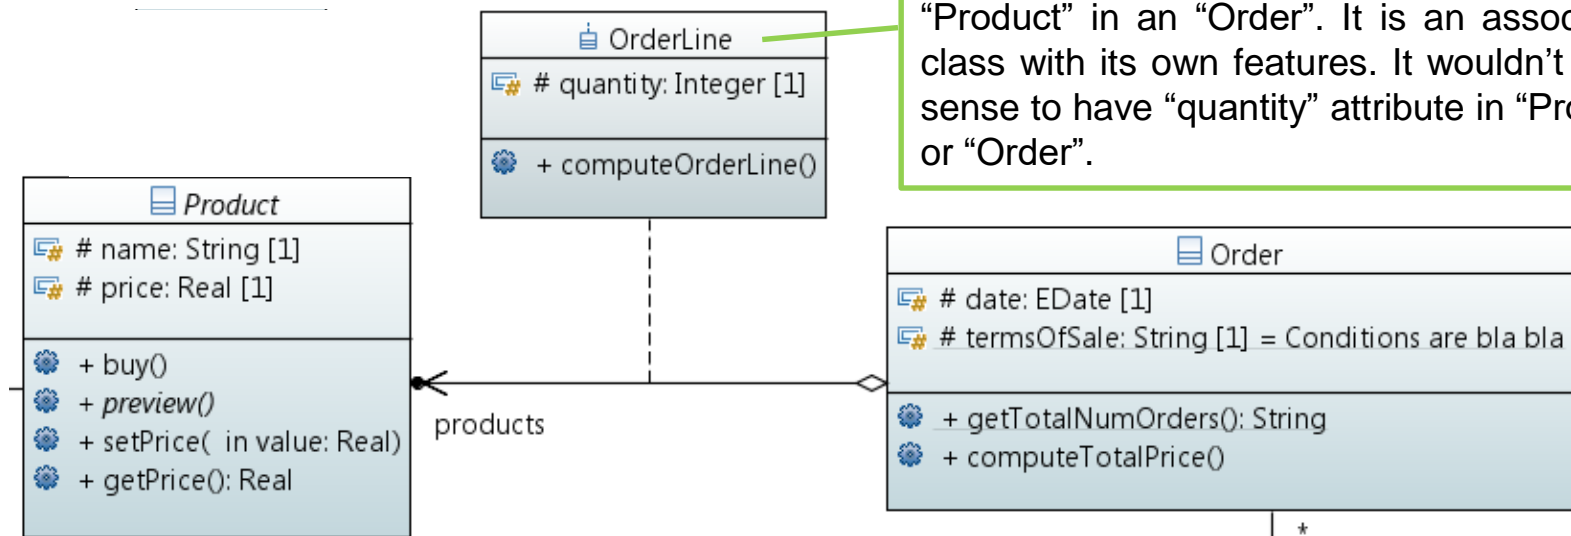 “Product” in an “Order”. It is an assoc
class with its own features. It wouldn’t
sense to have “quantity” attribute in “Pro
or “Order”.
OrderLine
# quantity: Integer [1]
+ computeOrderLine()
Product
# name: String [1]
# price: Real [1]
+ buy()
+ preview()
+ setPrice( in value: Real)
+ getPrice(): Real
products
Order
# date: EDate [1]
# termsOfSale: String [1] = Conditions are bla bla
+ getTotalNumOrders(): String
+ computeTotalPrice()
*